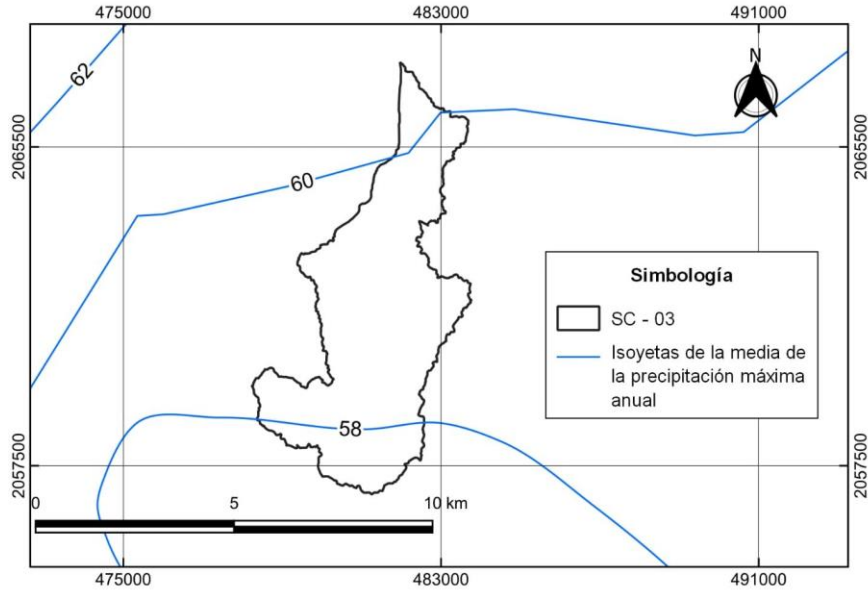 475000
483000
491000
62
N
2065500
2065500
60
Simbología
SC - 03
Isoyetas de la media de
la precipitación máxima
anual
58
2057500
2057500
0
5
10 km
475000
483000
491000